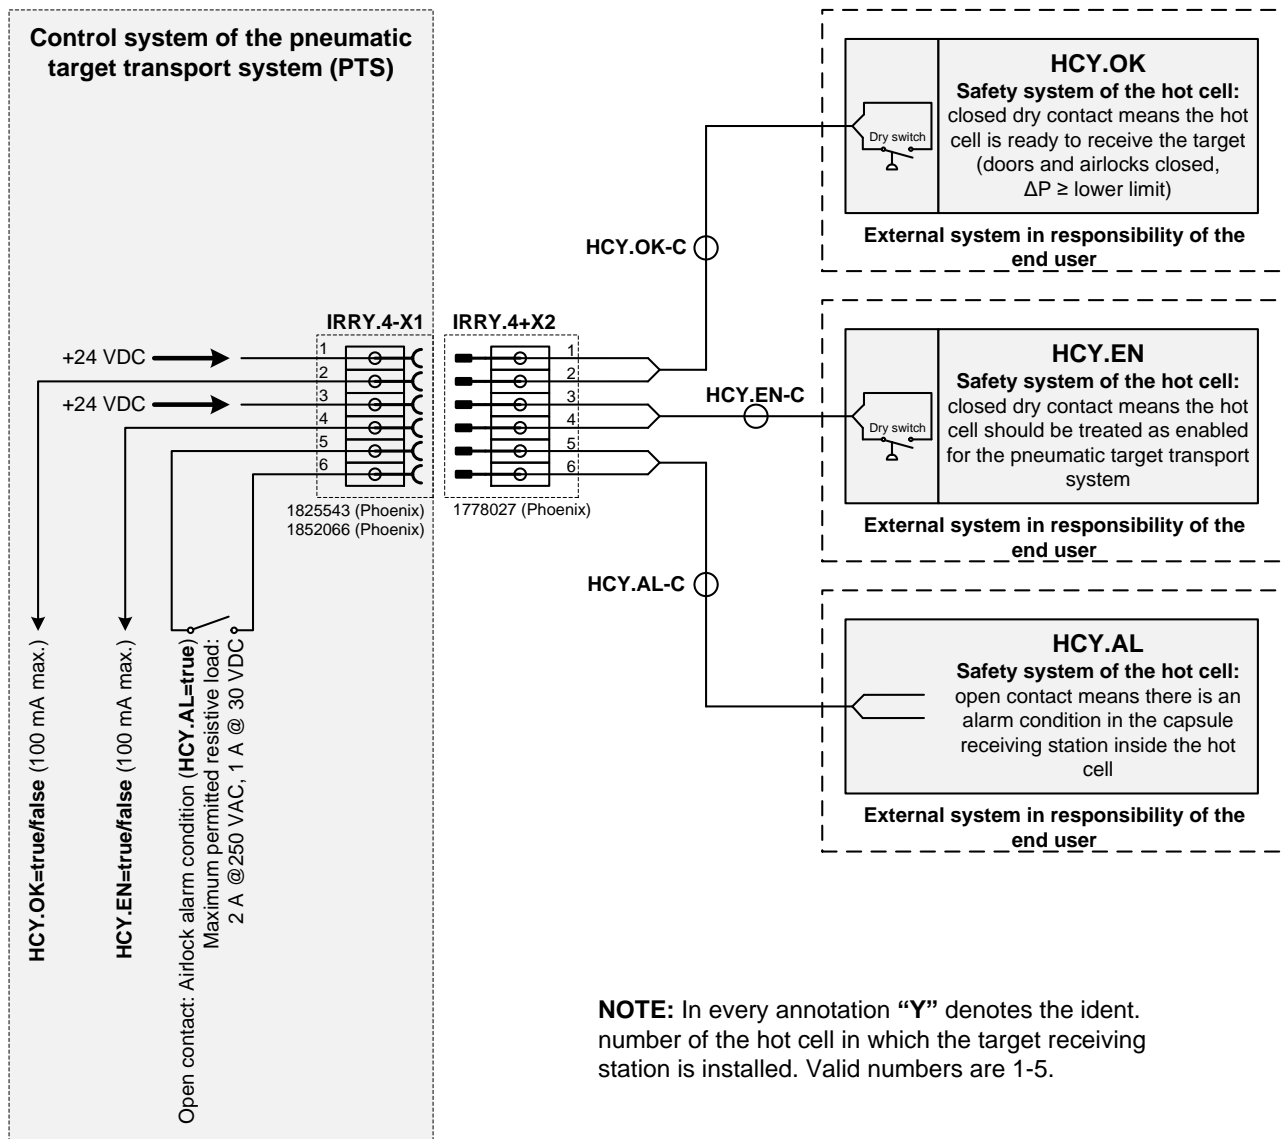 Control system of the pneumatic
target transport system (PTS)
HCY.OK
Safety system of the hot cell:
closed dry contact means the hot
cell is ready to receive the target
(doors and airlocks closed,
ΔP ≥ lower limit)
Dry switch
External system in responsibility of the
end user
HCY.OK-C
IRRY.4-X1
IRRY.4+X2
+24 VDC
+24 VDC
1
2
3
4
5
6
1
2
3
4
5
6
1825543 (Phoenix)
1852066 (Phoenix)
1778027 (Phoenix)
HCY.EN-C
HCY.EN
Safety system of the hot cell:
closed dry contact means the hot
cell should be treated as enabled
for the pneumatic target transport
system
Dry switch
External system in responsibility of the
end user
HCY.AL-C
HCY.AL
Safety system of the hot cell:
open contact means there is an
alarm condition in the capsule
receiving station inside the hot
cell
External system in responsibility of the
end user
HCY.OK=true/false (100 mA max.)
HCY.EN=true/false (100 mA max.)
Open contact: Airlock alarm condition (HCY.AL=true)
Maximum permitted resistive load:
2 A @250 VAC, 1 A @ 30 VDC
NOTE: In every annotation “Y” denotes the ident.
number of the hot cell in which the target receiving
station is installed. Valid numbers are 1-5.